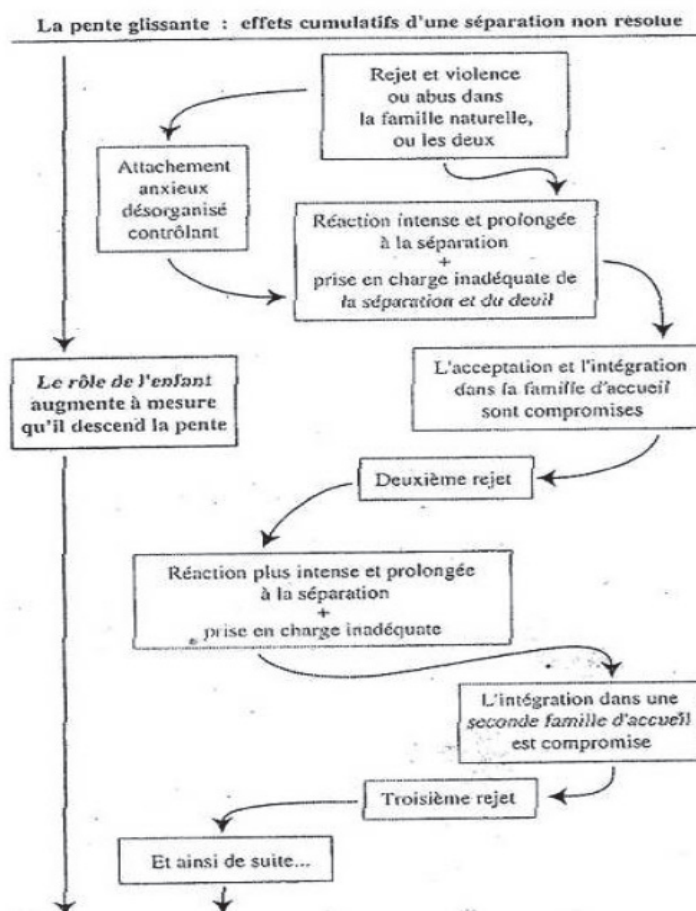 La pente glissante : effets cumulatifs d'une séparation non résolue
Rejet et violence
ou abus dans
la famille naturelle,
ou les deux
Attachement
anxieux
désorganisé
contrôlant
Réaction intense et prolongée
à la séparation
+
prise en charge inadéquate de
la séparation et du deuil
L'acceptation et l'intégration
dans la famille d'accueil
sont compromises
Le rôle de l'enfant
augmente à mesure
qu'il descend la pente
Deuxième rejet
Réaction plus intense et prolongée
à la séparation
+
prise en charge inadéquate
L'intégration dans une
seconde famille d'accueil
est compromise
Troisième rejet
Et ainsi de suite...